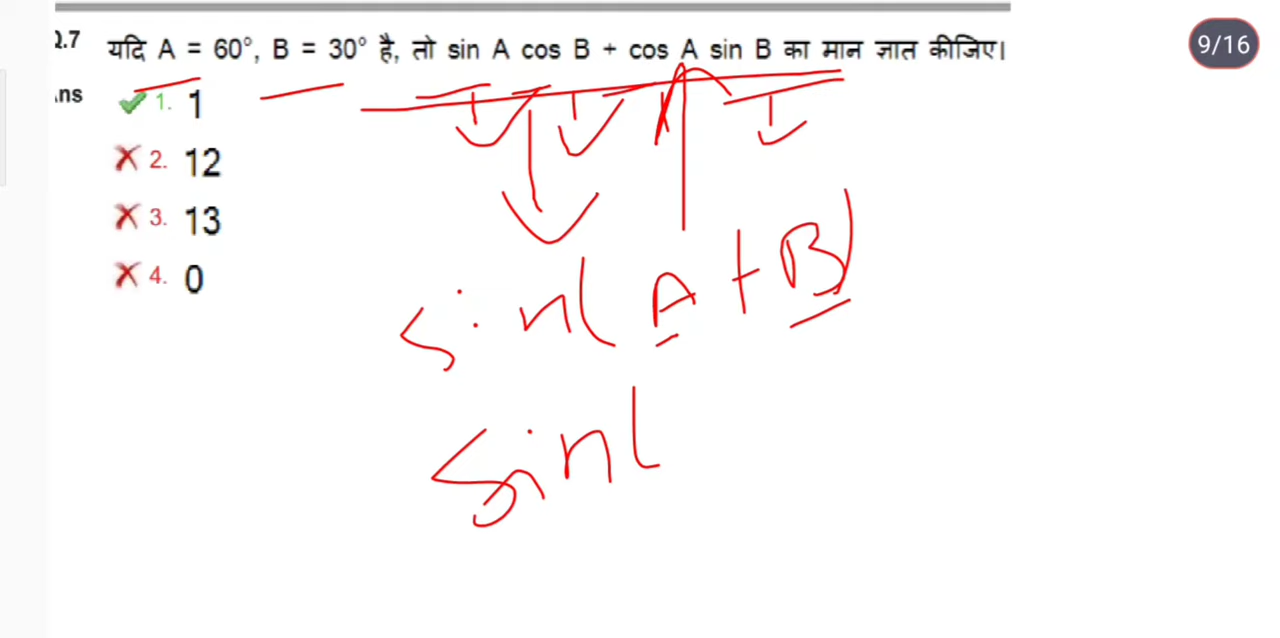 9/16
Q.7 यदि A = 60°, B = 30° है, तो sin A cos B + cos A sin B का मान ज्ञात कीजिए।
Ans 1. 1
2. 12
3. 13
4. 0
sin( A + B)
sin(